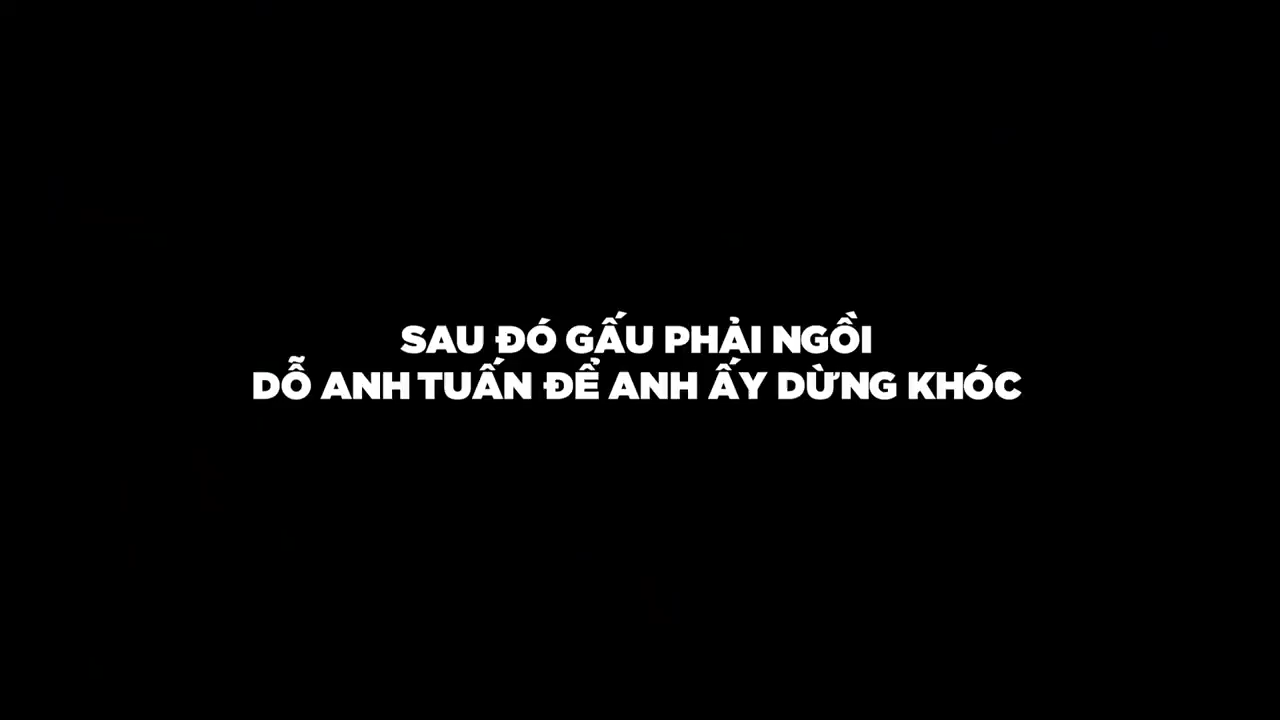 SAU ĐÓ GẤU PHẢI NGỒI
DỖ ANH TUẤN ĐỂ ANH ẤY DỪNG KHÓC